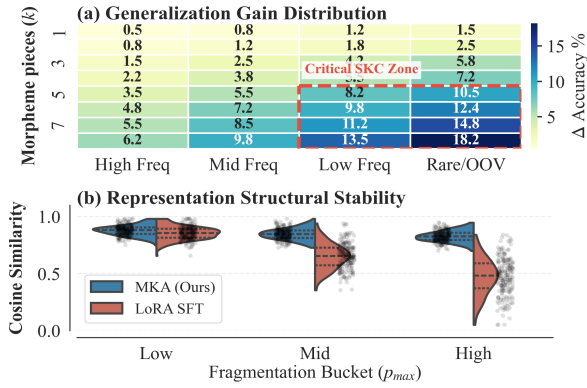 (a) Generalization Gain Distribution
Morpheme pieces (k)
1
3
5
7
0.5 0.8 1.2 1.5
0.8 1.2 1.8 2.5
1.5 2.5 4.2 5.8
2.2 3.8 7.2
Critical SKC Zone
3.5 5.5 8.2 10.5
4.8 7.2 9.8 12.4
5.5 8.5 11.2 14.8
6.2 9.8 13.5 18.2
High Freq Mid Freq Low Freq Rare/OOV
15
10
5
Δ Accuracy %
(b) Representation Structural Stability
Cosine Similarity
1.0
0.5
0.0
MKA (Ours)
LoRA SFT
Low Mid High
Fragmentation Bucket (pmax)